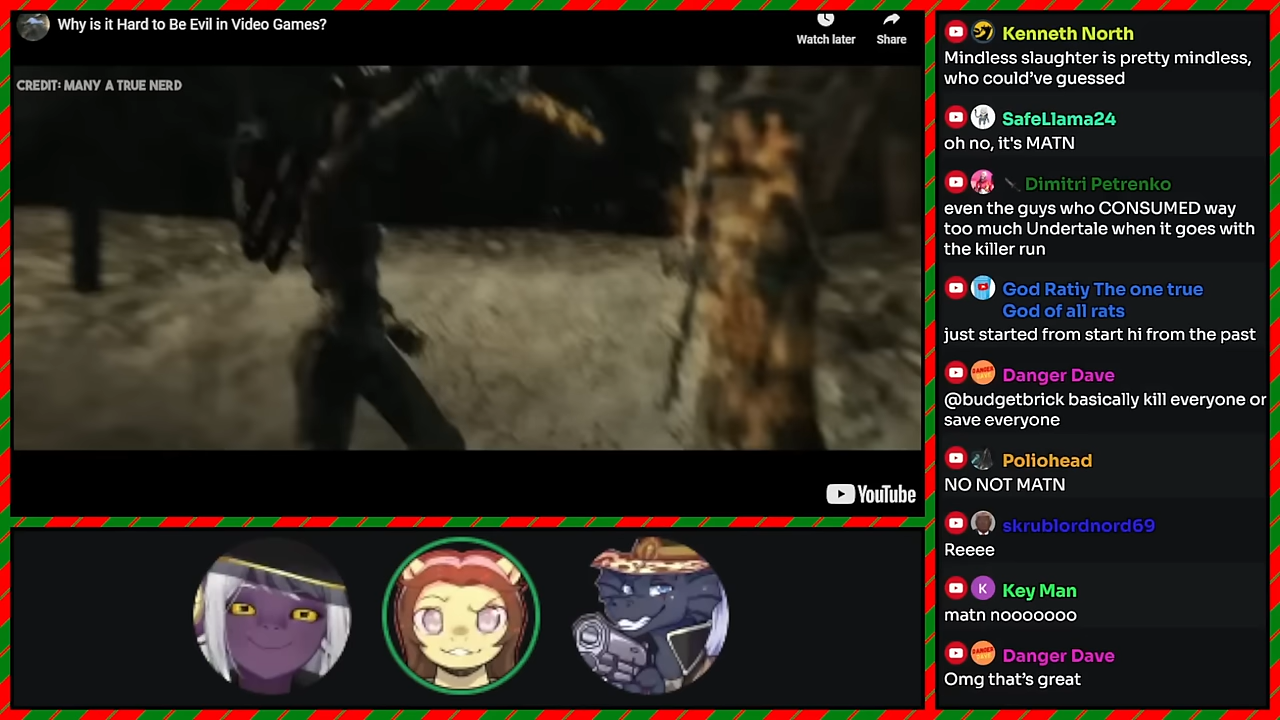 Why is it Hard to Be Evil in Video Games?
Watch later
Share
CREDIT: MANY A TRUE NERD
YouTube
Kenneth North
Mindless slaughter is pretty mindless,
who could’ve guessed
SafeLlama24
oh no, it's MATN
Dimitri Petrenko
even the guys who CONSUMED way
too much Undertale when it goes with
the killer run
God Ratiy The one true
God of all rats
just started from start hi from the past
Danger Dave
@budgetbrick basically kill everyone or
save everyone
Poliohead
NO NOT MATN
skrublordnord69
Reeee
K
Key Man
matn nooooooo
Danger Dave
Omg that’s great